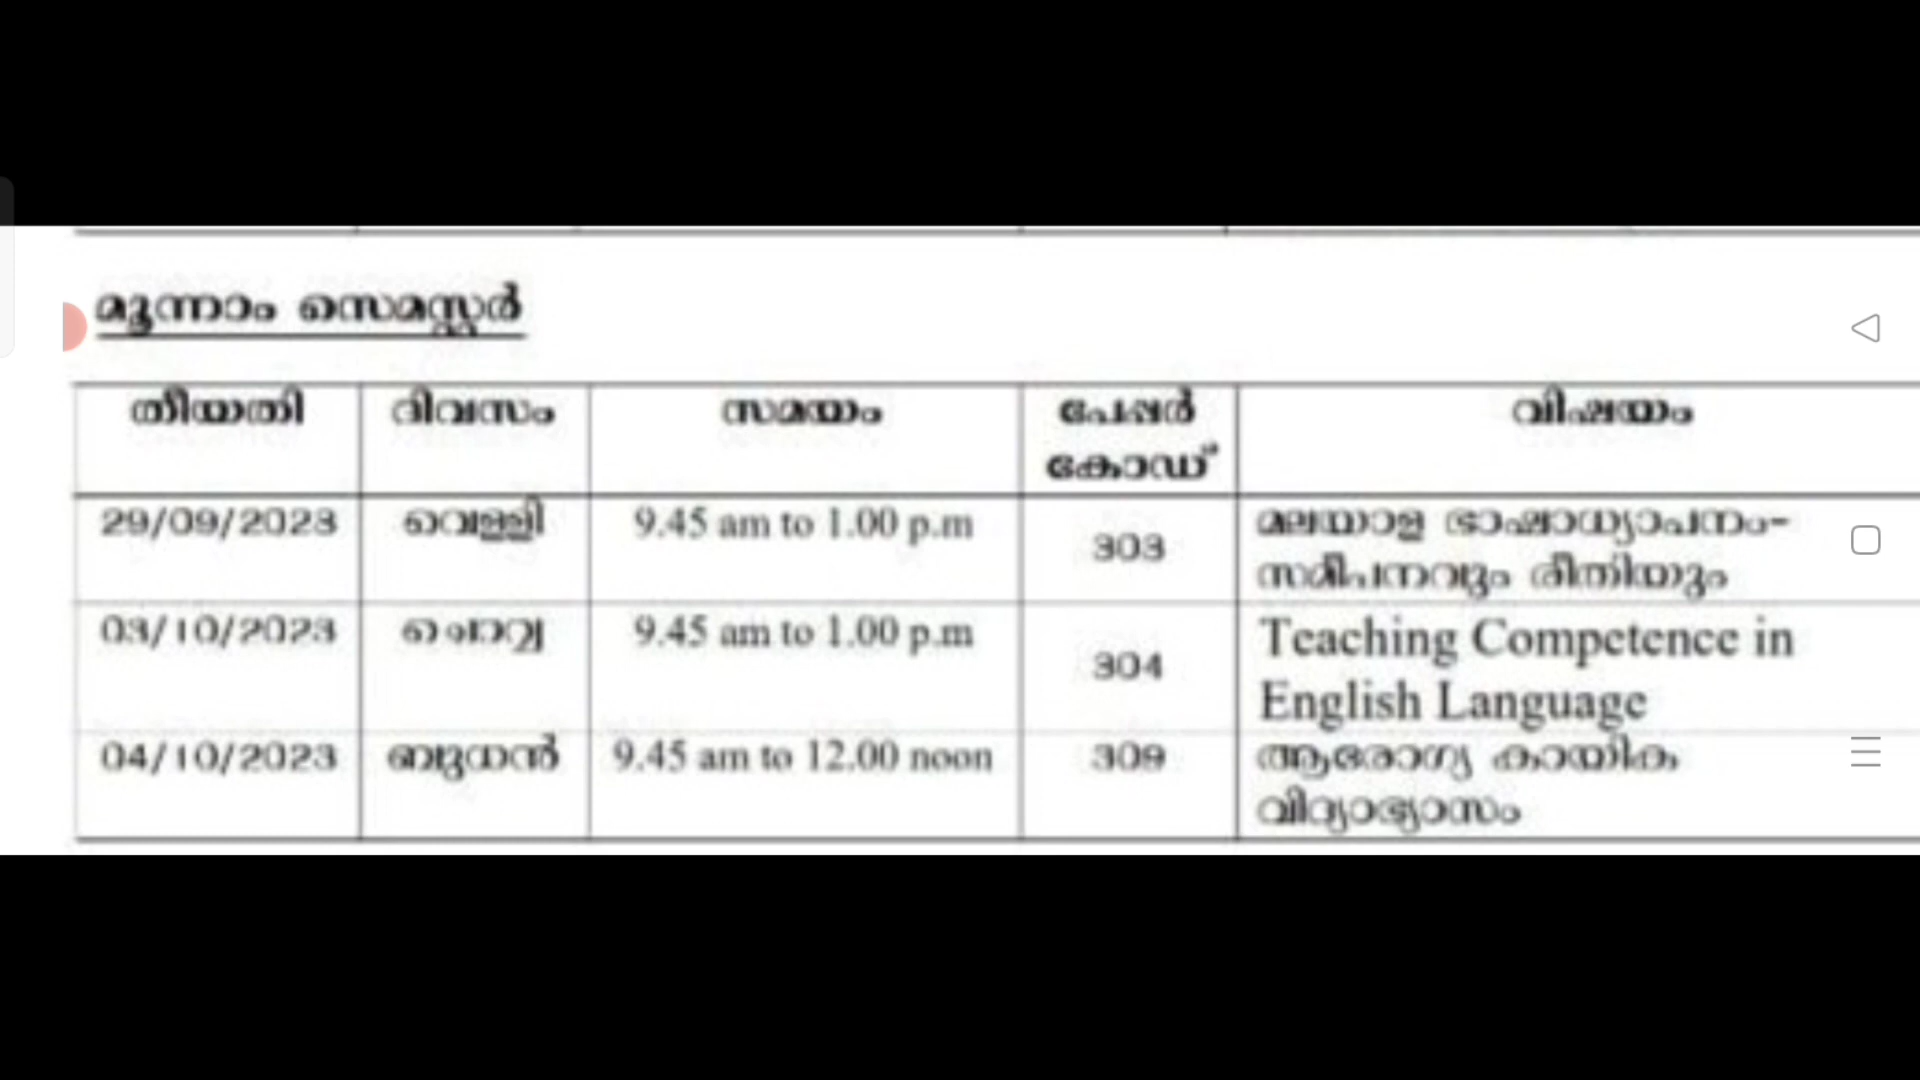 മൂന്നാം സെമസ്റ്റർ
തീയതി ദിവസം സമയം പേപ്പർ കോഡ് വിഷയം
29/09/2023 വെള്ളി 9.45 am to 1.00 p.m 303 മലയാള ഭാഷാധ്യാപനം-
സമീപനവും രീതിയും
03/10/2023 ചൊവ്വ 9.45 am to 1.00 p.m 304 Teaching Competence in
English Language
04/10/2023 ബുധൻ 9.45 am to 12.00 noon 309 ആരോഗ്യ കായിക
വിദ്യാഭ്യാസം